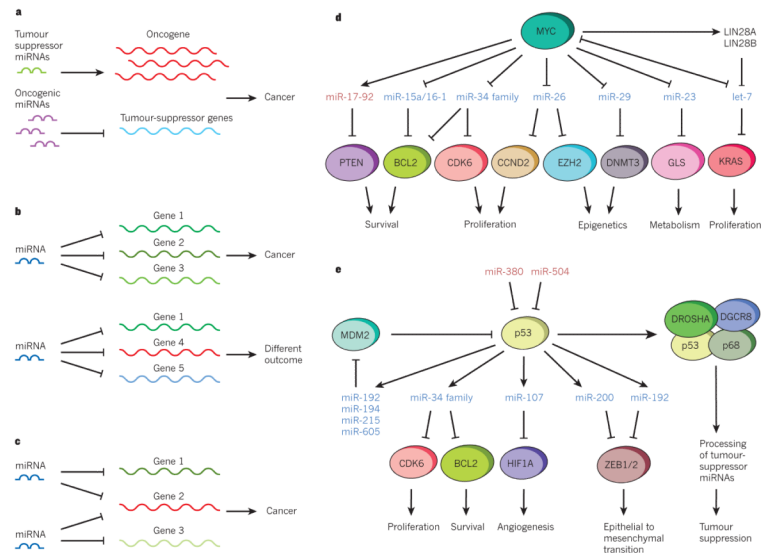 a
Tumour
suppressor
miRNAs
Oncogene
Oncogenic
miRNAs
Cancer
Tumour-suppressor genes
b
miRNA
Gene 1
Gene 2
Gene 3
Cancer
miRNA
Gene 1
Gene 4
Gene 5
Different
outcome
c
miRNA
Gene 1
Gene 2
Cancer
miRNA
Gene 3
d
MYC
LIN28A
LIN28B
miR-17-92 miR-15a/16-1 miR-34 family miR-26 miR-29 miR-23 let-7
PTEN BCL2 CDK6 CCND2 EZH2 DNMT3 GLS KRAS
Survival Proliferation Epigenetics Metabolism Proliferation
e
miR-380 miR-504
MDM2 p53
DROSHA DGCR8
p53 p68
miR-192
miR-194
miR-215
miR-605
miR-34 family miR-107 miR-200 miR-192
CDK6 BCL2 HIF1A ZEB1/2
Processing
of tumour-
suppressor
miRNAs
Proliferation Survival Angiogenesis
Epithelial to
mesenchymal
transition
Tumour
suppression